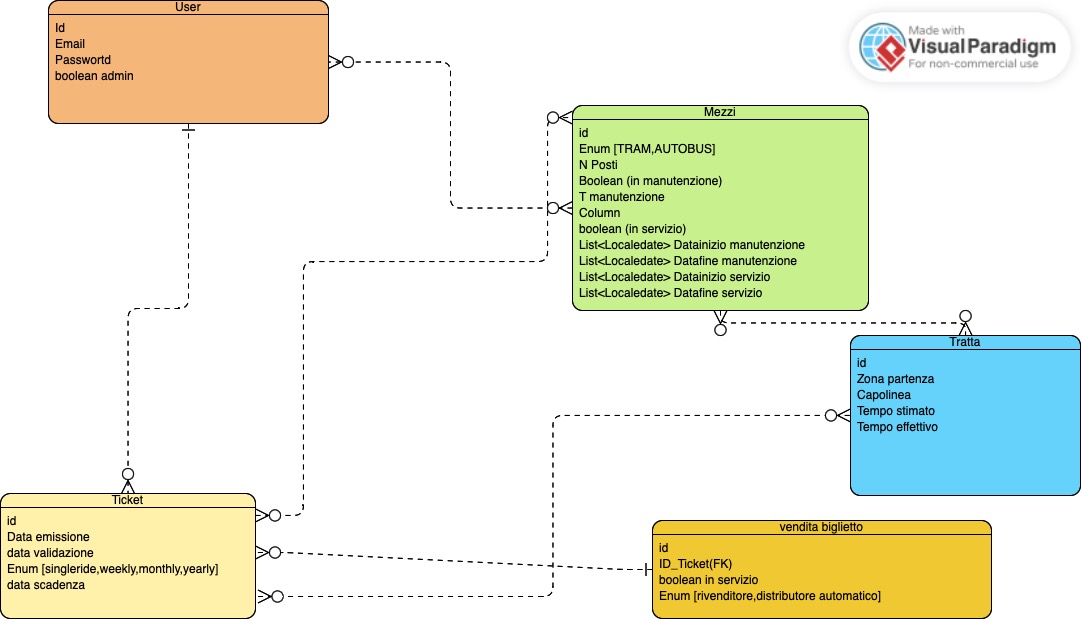 User
Id
Email
Passwortd
boolean admin
Made with
VisualParadigm
For non-commercial use
Mezzi
id
Enum [TRAM,AUTOBUS]
N Posti
Boolean (in manutenzione)
T manutenzione
Column
boolean (in servizio)
List<Localedate> Datainizio manutenzione
List<Localedate> Datafine manutenzione
List<Localedate> Datainizio servizio
List<Localedate> Datafine servizio
Tratta
id
Zona partenza
Capolinea
Tempo stimato
Tempo effettivo
Ticket
id
Data emissione
data validazione
Enum [singleride,weekly,monthly,yearly]
data scadenza
vendita biglietto
id
ID_Ticket(FK)
boolean in servizio
Enum [rivenditore,distributore automatico]